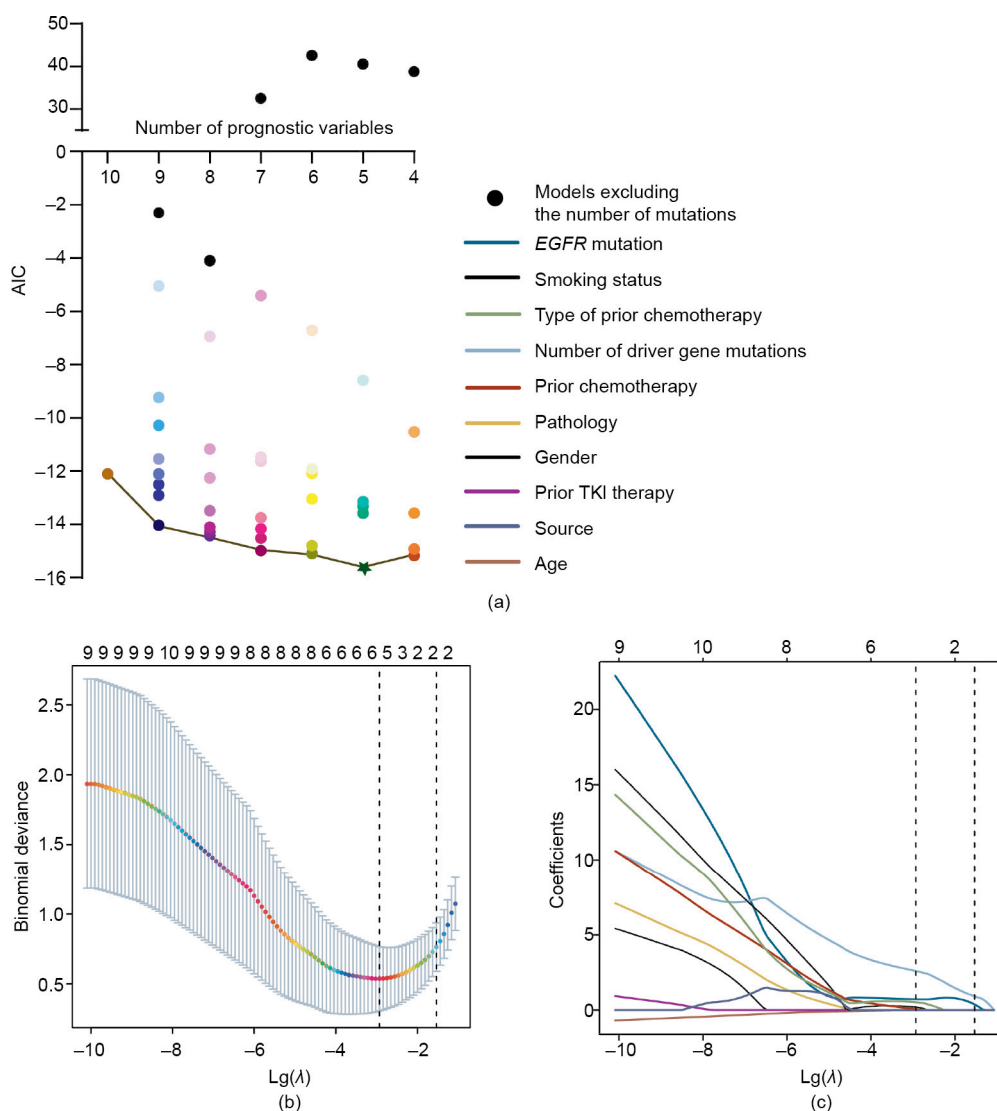 50
40
30
Number of prognostic variables
0
10 9 8 7 6 5 4
–2
–4
–6
–8
–10
–12
–14
–16
AIC
Models excluding
the number of mutations
EGFR mutation
Smoking status
Type of prior chemotherapy
Number of driver gene mutations
Prior chemotherapy
Pathology
Gender
Prior TKI therapy
Source
Age
(a)
9 9 9 9 9 10 9 9 9 8 8 8 8 6 6 6 5 3 2 2 2
2.5
2.0
1.5
1.0
0.5
Binomial deviance
–10 –8 –6 –4 –2
Lg(λ)
(b)
9 10 8 6 2
20
15
10
5
0
Coefficients
–10 –8 –6 –4 –2
Lg(λ)
(c)